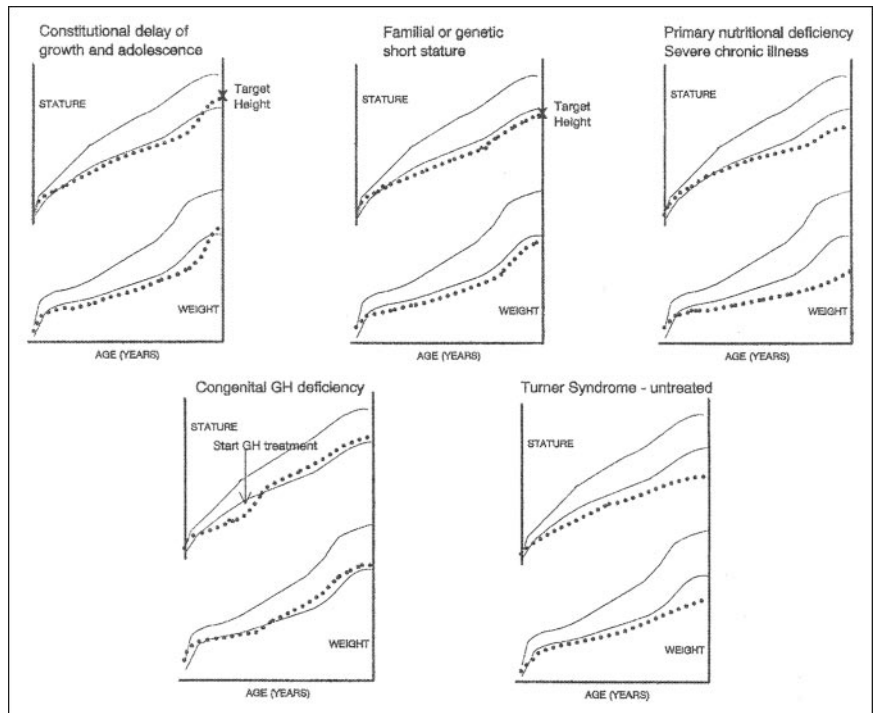 Constitutional delay of
growth and adolescence
STATURE
Target
Height
WEIGHT
AGE (YEARS)
Familial or genetic
short stature
STATURE
Target
Height
WEIGHT
AGE (YEARS)
Primary nutritional deficiency
Severe chronic illness
STATURE
WEIGHT
AGE (YEARS)
Congenital GH deficiency
STATURE
Start GH treatment
WEIGHT
AGE (YEARS)
Turner Syndrome - untreated
STATURE
WEIGHT
AGE (YEARS)